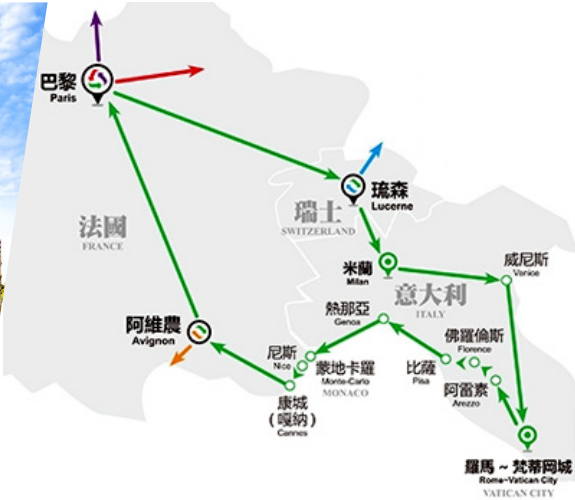 巴黎
Paris
琉森
Lucerne
瑞士
SWITZERLAND
法國
FRANCE
米蘭
Milan
威尼斯
Venice
意大利
ITALY
熱那亞
Genoa
阿維農
Avignon
佛羅倫斯
Florence
尼斯
Nice
蒙地卡羅
Monte-Carlo
MONACO
比薩
Pisa
阿雷素
Arezzo
康城
(嘎納)
Cannes
羅馬 ~ 梵蒂岡城
Rome~Vatican City
VATICAN CITY